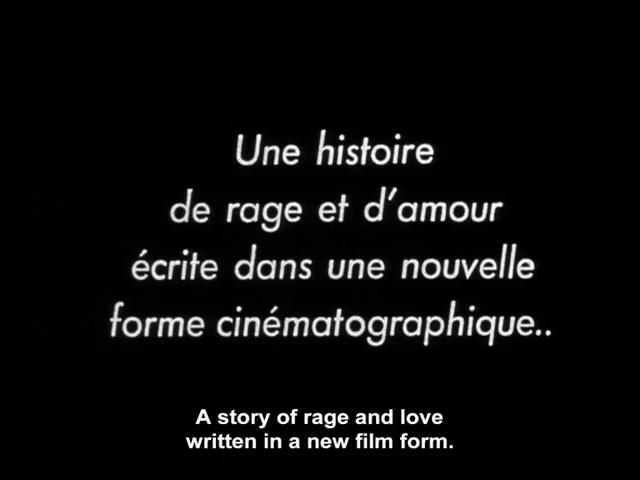 Une histoire
de rage et d'amour
écrite dans une nouvelle
forme cinématographique..
A story of rage and love
written in a new film form.